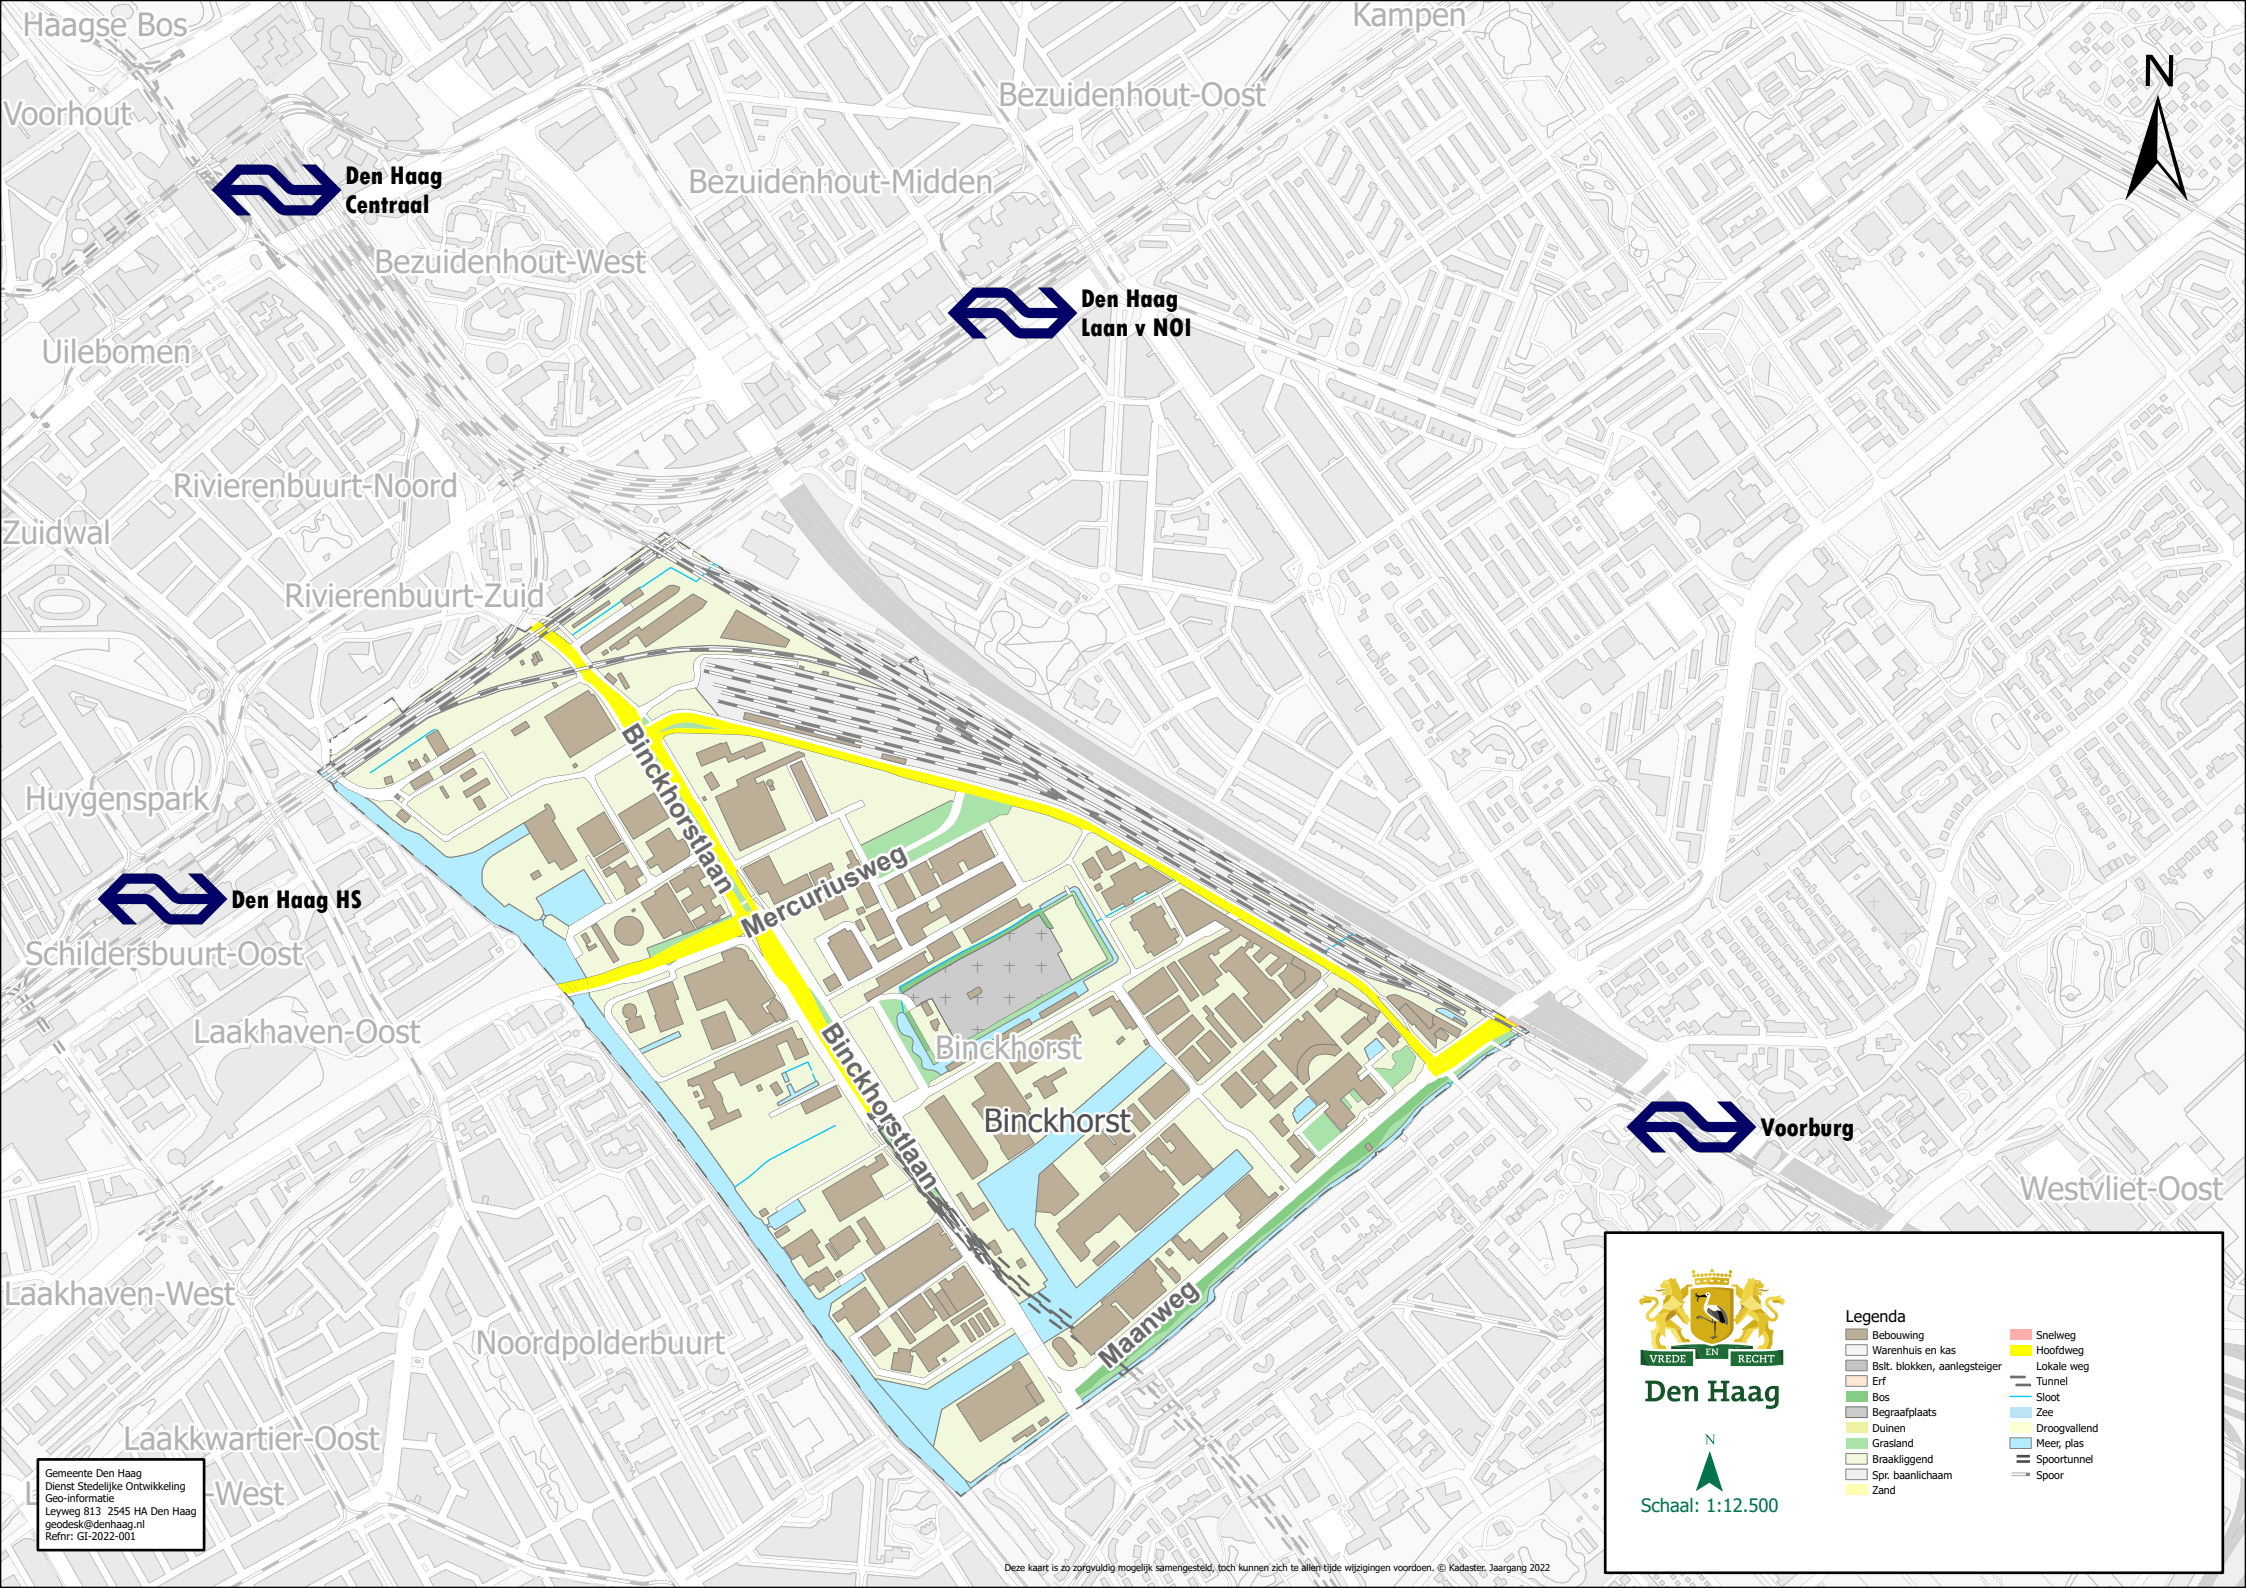 Haagse Bos
Kampen
N
Voorhout
Bezuidenhout-Oost
Den Haag
Centraal
Bezuidenhout-Midden
Bezuidenhout-West
Den Haag
Laan v NOI
Uilebomen
Rivierenbuurt-Noord
Zuidwal
Rivierenbuurt-Zuid
Binckhorstlaan
Huygenspark
Mercuriusweg
Den Haag HS
Schildersbuurt-Oost
Laakhaven-Oost
Binckhorst
Binckhorstlaan
Binckhorst
Voorburg
Westvliet-Oost
Laakhaven-West
Maanweg
Noordpolderbuurt
Laakkwartier-Oost
-West
Gemeente Den Haag
Dienst Stedelijke Ontwikkeling
Geo-informatie
Leyweg 813 2545 HA Den Haag
geodesk@denhaag.nl
Refnr: GI-2022-001
VREDE EN RECHT
Den Haag
N
Schaal: 1:12.500
Legenda
Bebouwing
Warenhuis en kas
Bslt. blokken, aanlegsteiger
Erf
Bos
Begraafplaats
Duinen
Grasland
Braakliggend
Spr. baanlichaam
Zand
Snelweg
Hoofdweg
Lokale weg
Tunnel
Sloot
Zee
Droogvallend
Meer, plas
Spoortunnel
Spoor
Deze kaart is zo zorgvuldig mogelijk samengesteld, toch kunnen zich te allen tijde wijzigingen voordoen. © Kadaster. Jaargang 2022